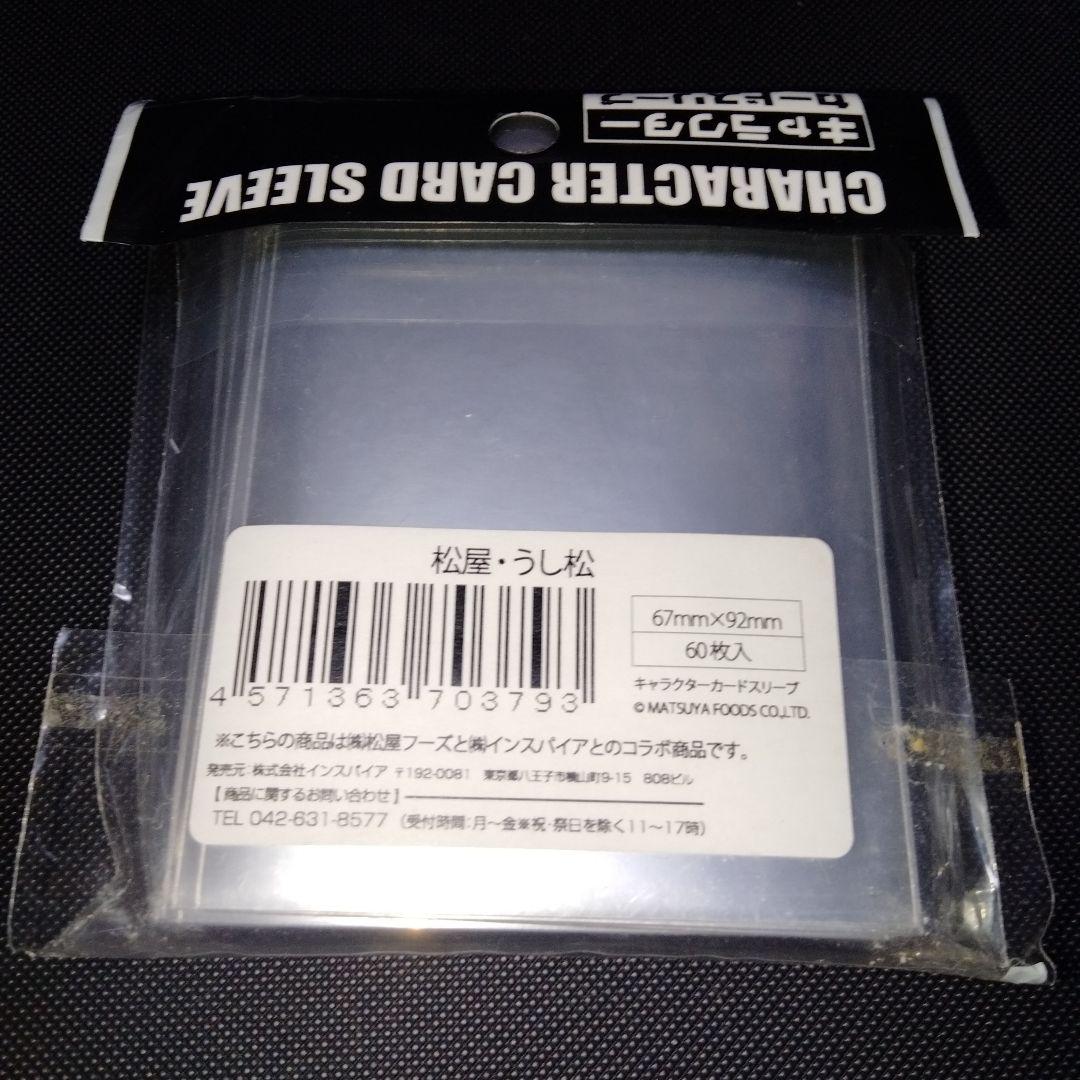 キャラクター
カードスリーブ
CHARACTER CARD SLEEVE
松屋・うし松
4 571363 703793
67mm×92mm
60枚入
キャラクターカードスリーブ
© MATSUYA FOODS CO.,LTD.
※こちらの商品は㈱松屋フーズと㈱インスパイアとのコラボ商品です。
発売元:株式会社インスパイア 〒192-0081 東京都八王子市横山町9-15 808ビル
【商品に関するお問い合わせ】
TEL 042-631-8577 (受付時間:月～金※祝・祭日を除く11～17時)